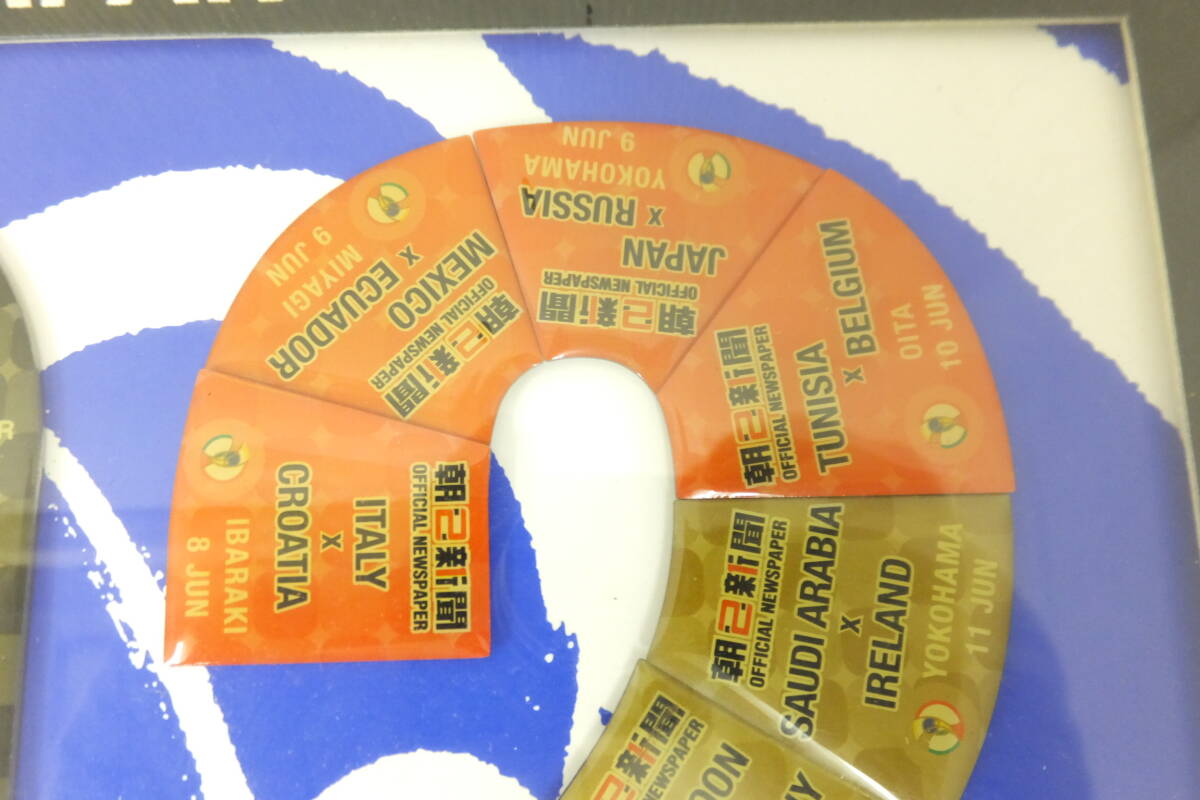 朝日新聞
OFFICIAL NEWSPAPER
ITALY
x
CROATIA
IBARAKI
8 JUN
朝日新聞
OFFICIAL NEWSPAPER
MEXICO
x ECUADOR
MIYAGI
9 JUN
朝日新聞
OFFICIAL NEWSPAPER
JAPAN
x RUSSIA
YOKOHAMA
9 JUN
朝日新聞
OFFICIAL NEWSPAPER
TUNISIA
x BELGIUM
OITA
10 JUN
朝日新聞
OFFICIAL NEWSPAPER
SAUDI ARABIA
x
IRELAND
YOKOHAMA
11 JUN
朝日新聞
NEWSPAPER
OON
NY
R